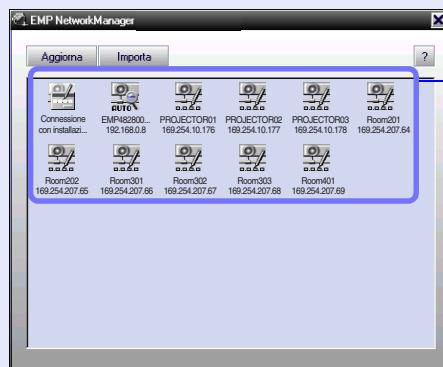 EMP NetworkManager
Aggiorna Importa ?
Connessione con installazi...
EMP482800... 192.168.0.8
PROJECTOR01 169.254.10.176
PROJECTOR02 169.254.10.177
PROJECTOR03 169.254.10.178
Room201 169.254.207.64
AUTO
Room202 169.254.207.65
Room301 169.254.207.66
Room302 169.254.207.67
Room303 169.254.207.68
Room401 169.254.207.69